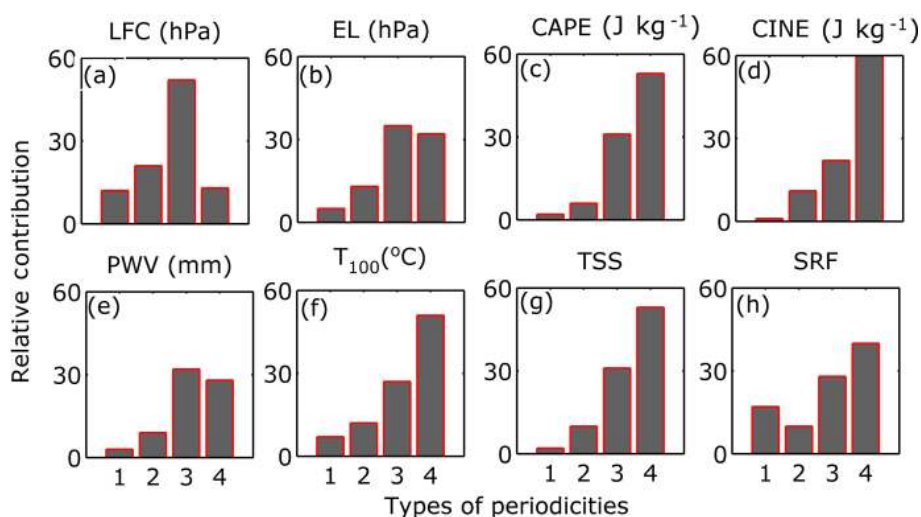 LFC (hPa) EL (hPa) CAPE (J kg⁻¹) CINE (J kg⁻¹)
60 60 60 60
(a) (b) (c) (d)
30 30 30 30
0 0 0 0
PWV (mm) T₁₀₀(°C) TSS SRF
60 60 60 60
(e) (f) (g) (h)
30 30 30 30
0 0 0 0
1 2 3 4 1 2 3 4 1 2 3 4 1 2 3 4
Types of periodicities
Relative contribution